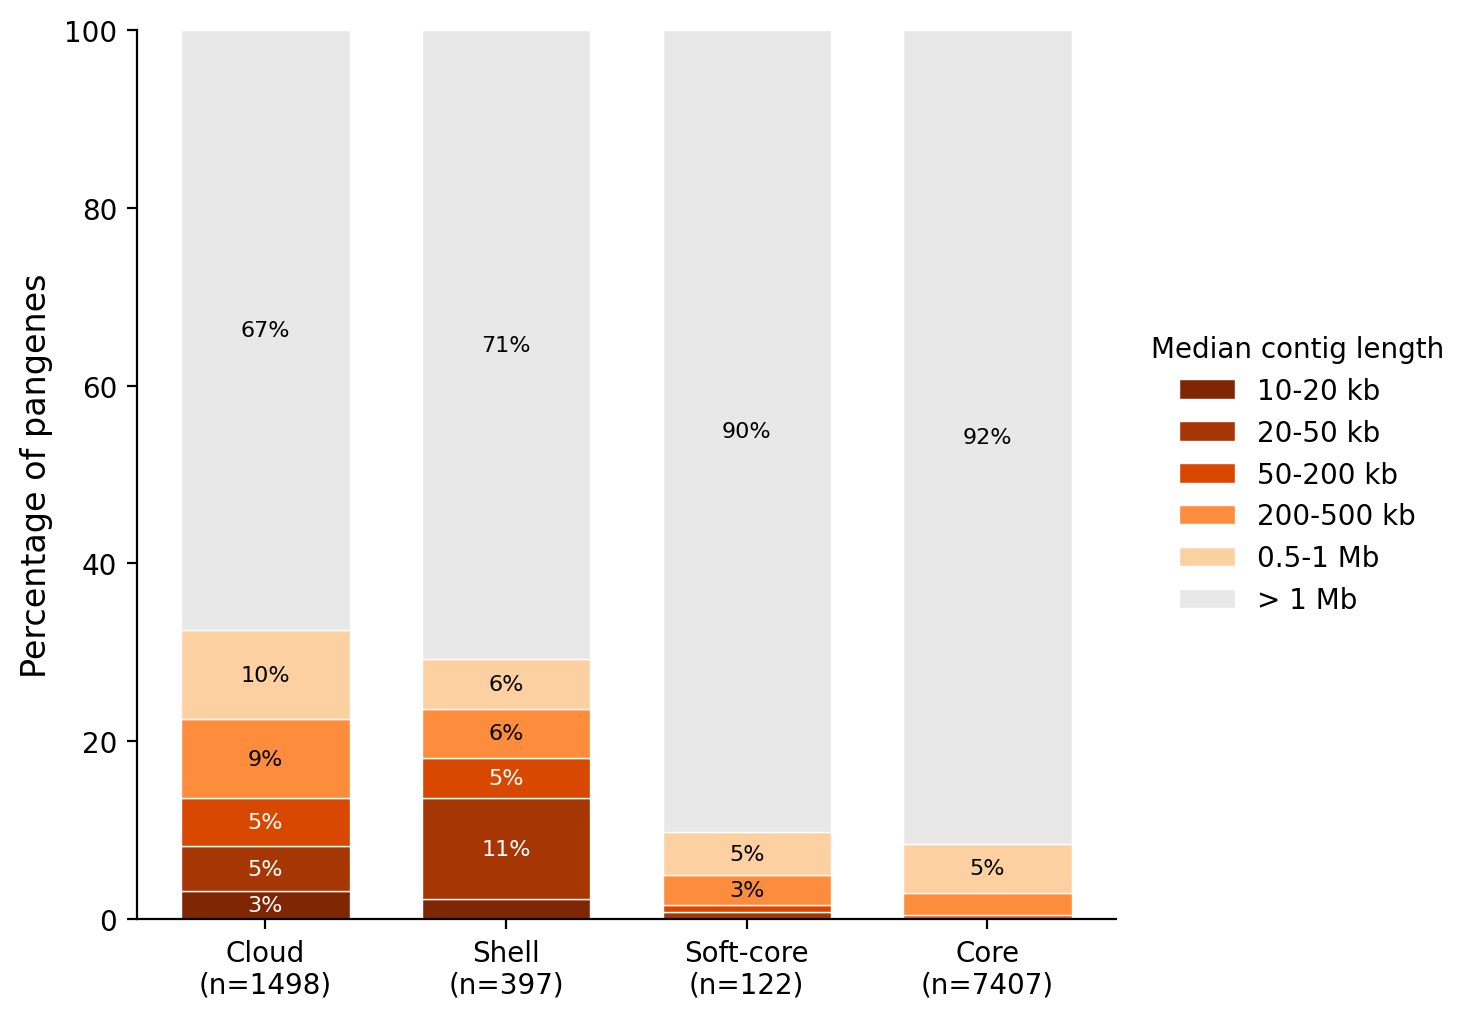 Percentage of pangenes
100
80
60
40
20
0
67%
10%
9%
5%
5%
3%
71%
6%
6%
5%
11%
90%
5%
3%
92%
5%
Cloud
(n=1498)
Shell
(n=397)
Soft-core
(n=122)
Core
(n=7407)
Median contig length
10-20 kb
20-50 kb
50-200 kb
200-500 kb
0.5-1 Mb
> 1 Mb